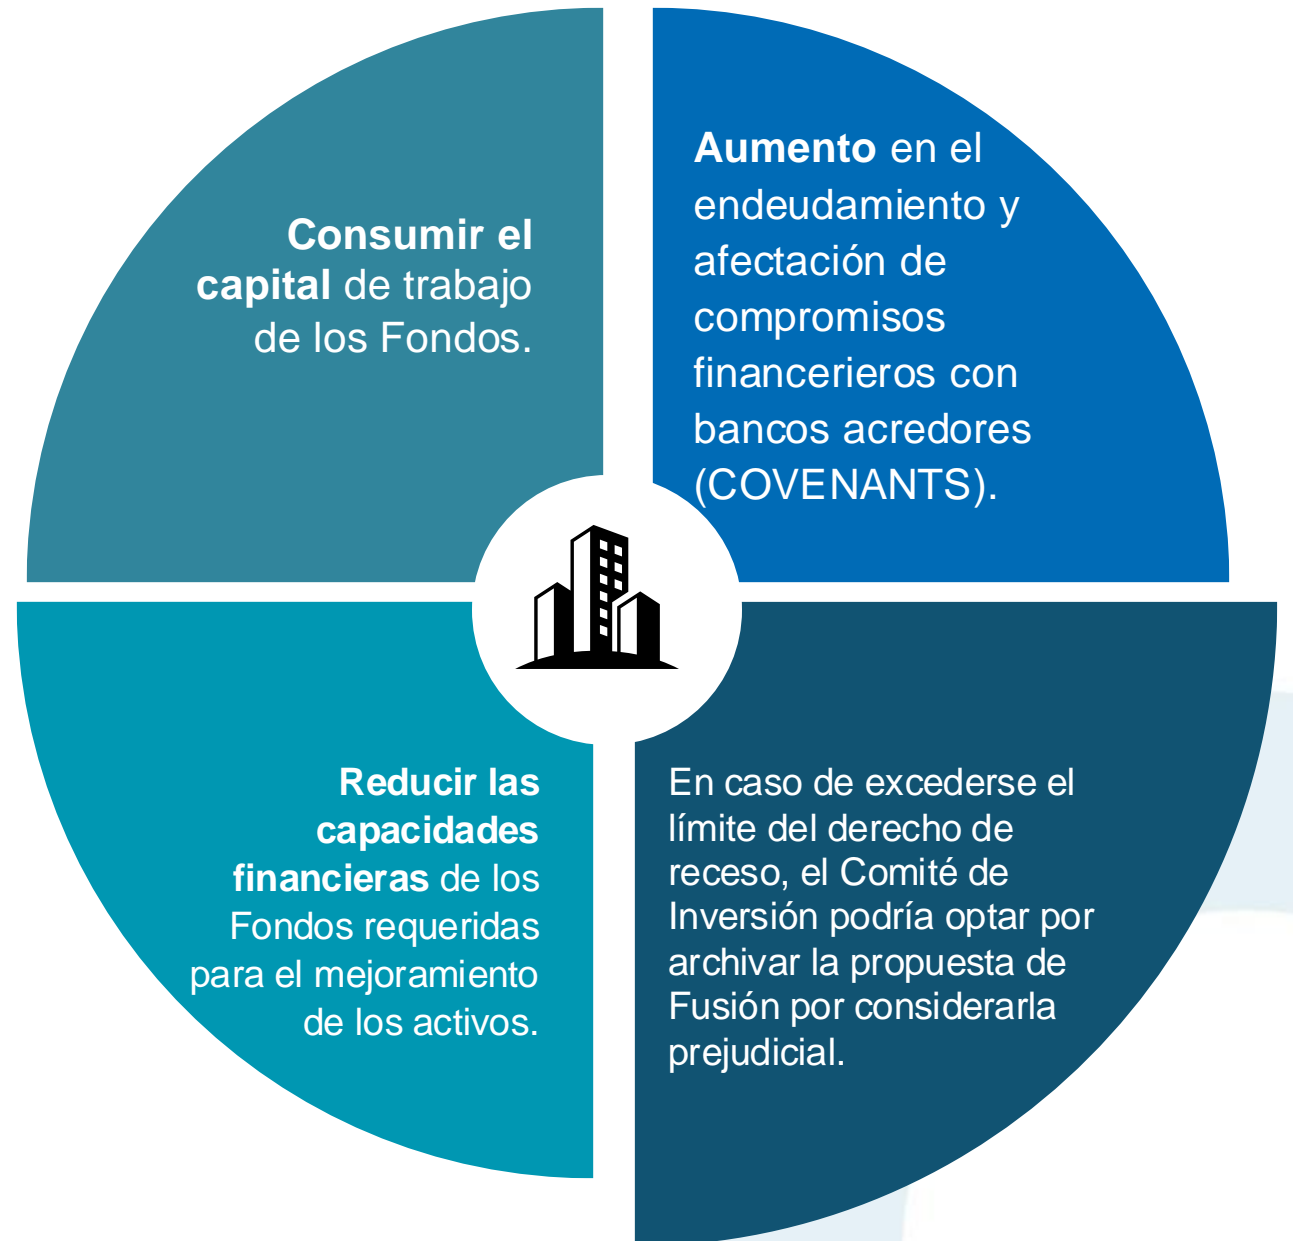 Consumir el
capital de trabajo
de los Fondos.
Aumento en el
endeudamiento y
afectación de
compromisos
financerieros con
bancos acredores
(COVENANTS).
Reducir las
capacidades
financieras de los
Fondos requeridas
para el mejoramiento
de los activos.
En caso de excederse el
límite del derecho de
receso, el Comité de
Inversión podría optar por
archivar la propuesta de
Fusión por considerarla
prejudicial.